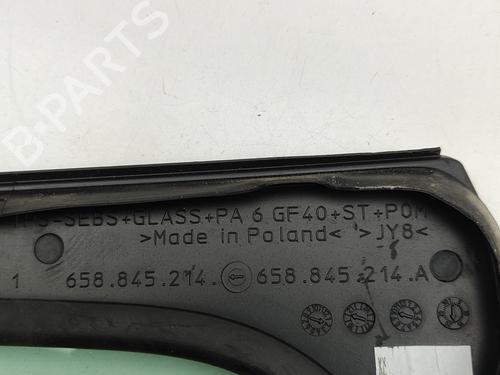 B-PARTS
-SEBS+GLASS+PA 6 GF40+ST+POM
>Made in Poland< >JY8<
1 658.845.214. 658.845.214.A